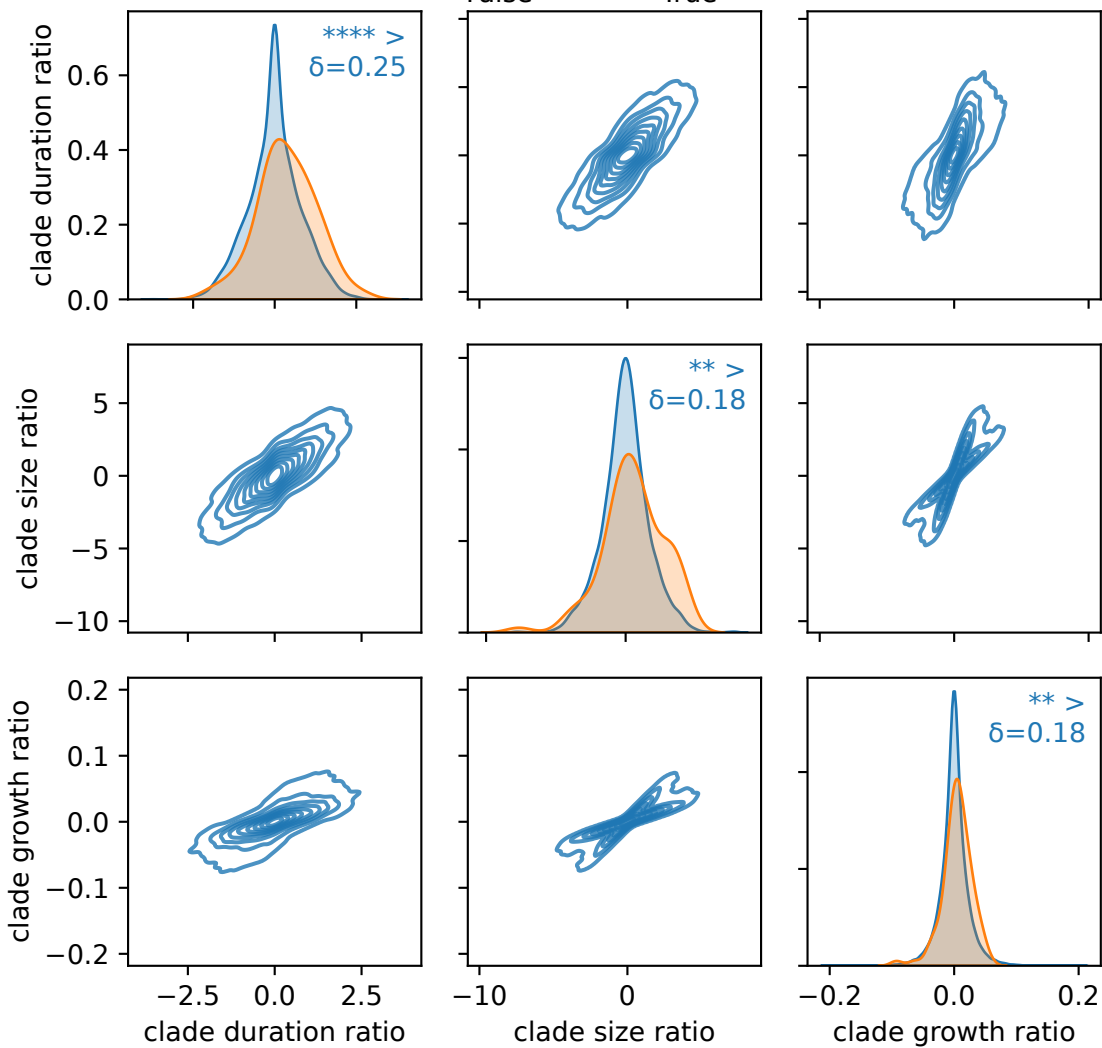 True
clade duration ratio
0.6
0.4
0.2
0.0
**** >
δ=0.25
clade size ratio
5
0
−5
−10
** >
δ=0.18
clade growth ratio
0.2
0.1
0.0
−0.1
−0.2
** >
δ=0.18
−2.5 0.0 2.5
−10 0
−0.2 0.0 0.2
clade duration ratio
clade size ratio
clade growth ratio